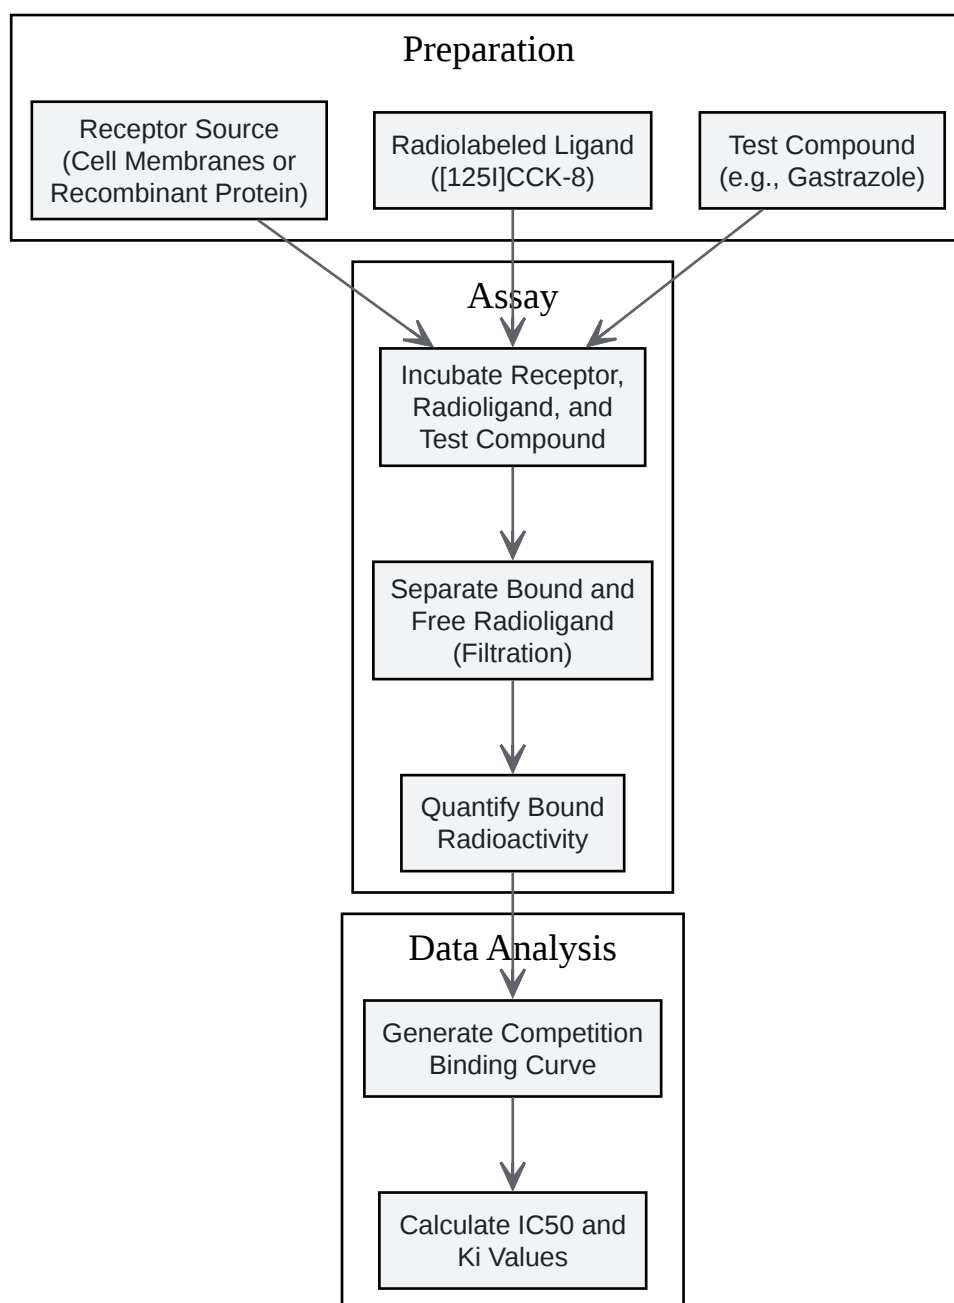 Preparation
Receptor Source
(Cell Membranes or
Recombinant Protein)
Radiolabeled Ligand
([125I]CCK-8)
Test Compound
(e.g., Gastrazole)
Assay
Incubate Receptor,
Radioligand, and
Test Compound
Separate Bound and
Free Radioligand
(Filtration)
Quantify Bound
Radioactivity
Data Analysis
Generate Competition
Binding Curve
Calculate IC50 and
Ki Values